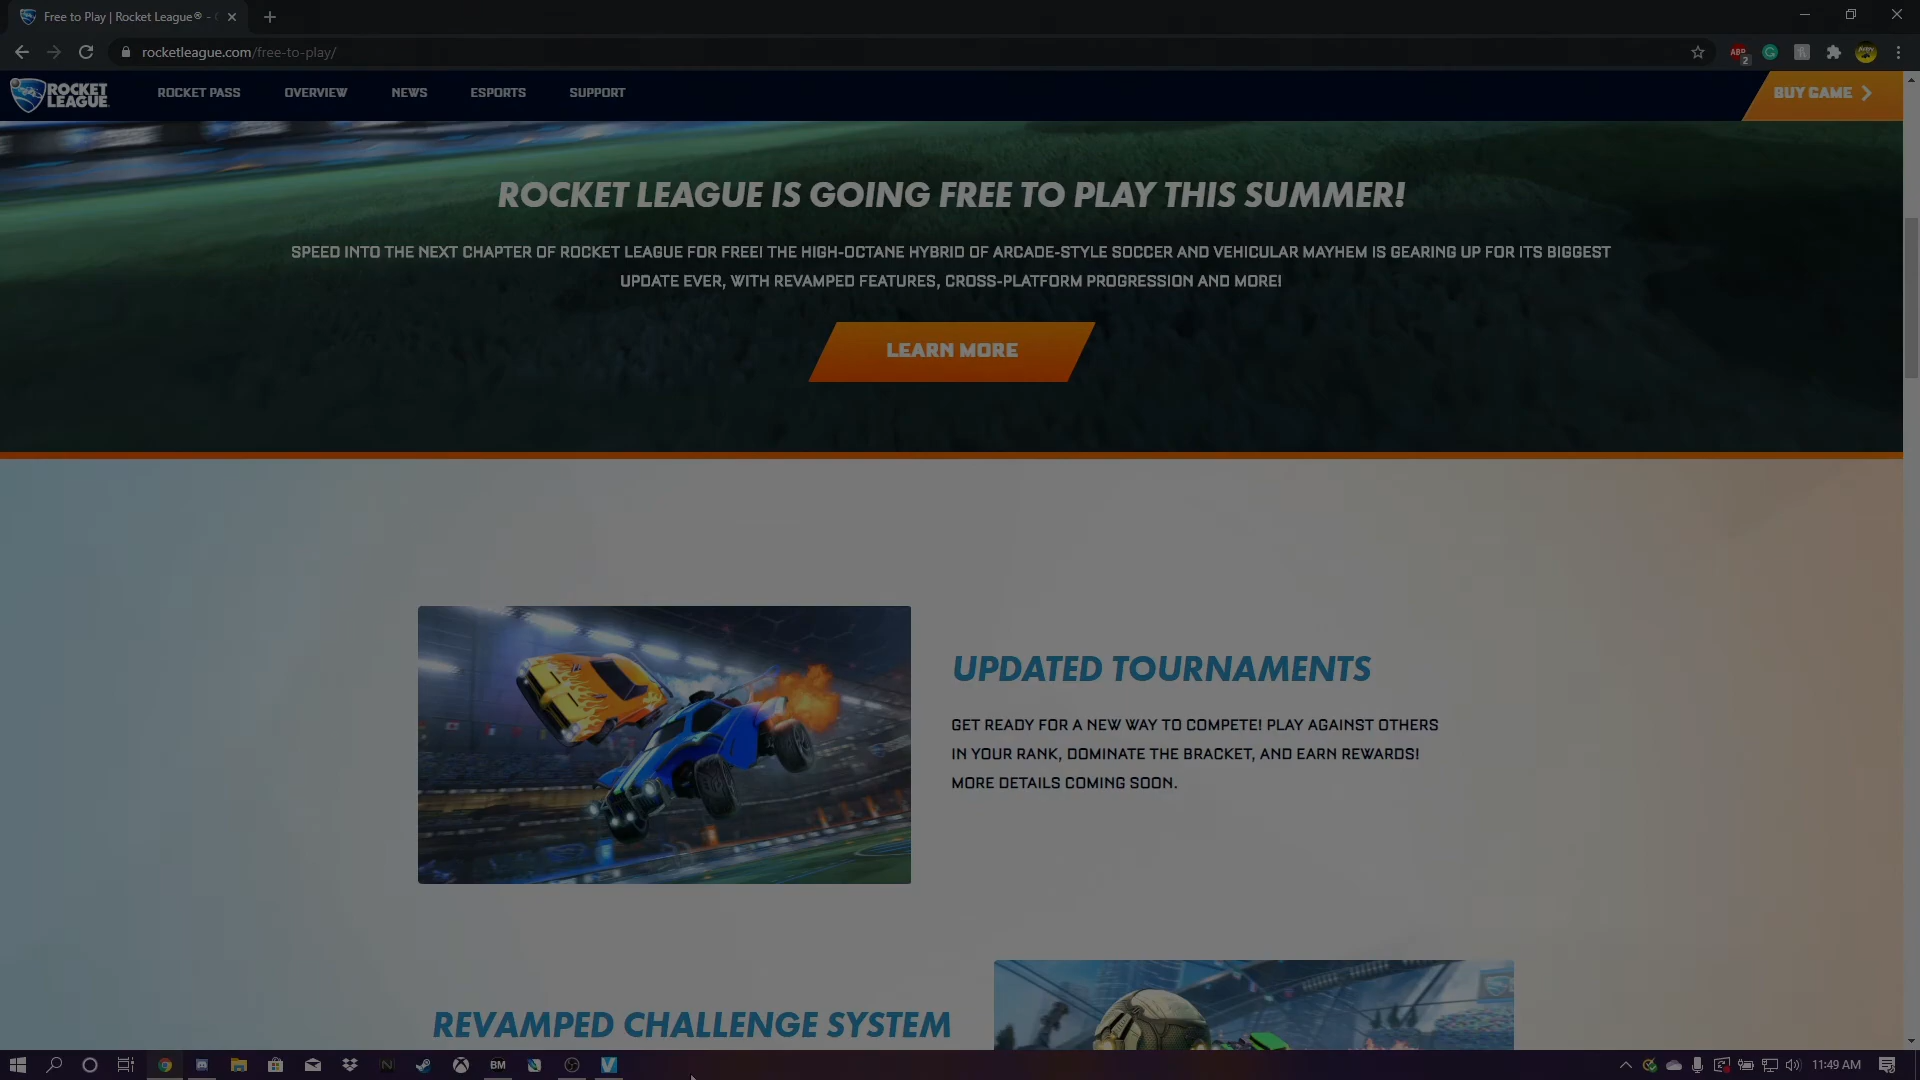 Free to Play | Rocket League® -
rocketleague.com/free-to-play/
ABP
2
ROCKET
LEAGUE
ROCKET PASS
OVERVIEW
NEWS
ESPORTS
SUPPORT
BUY GAME
ROCKET LEAGUE IS GOING FREE TO PLAY THIS SUMMER!
SPEED INTO THE NEXT CHAPTER OF ROCKET LEAGUE FOR FREE! THE HIGH-OCTANE HYBRID OF ARCADE-STYLE SOCCER AND VEHICULAR MAYHEM IS GEARING UP FOR ITS BIGGEST
UPDATE EVER, WITH REVAMPED FEATURES, CROSS-PLATFORM PROGRESSION AND MORE!
LEARN MORE
UPDATED TOURNAMENTS
GET READY FOR A NEW WAY TO COMPETE! PLAY AGAINST OTHERS
IN YOUR RANK, DOMINATE THE BRACKET, AND EARN REWARDS!
MORE DETAILS COMING SOON.
REVAMPED CHALLENGE SYSTEM
BM
11:49 AM